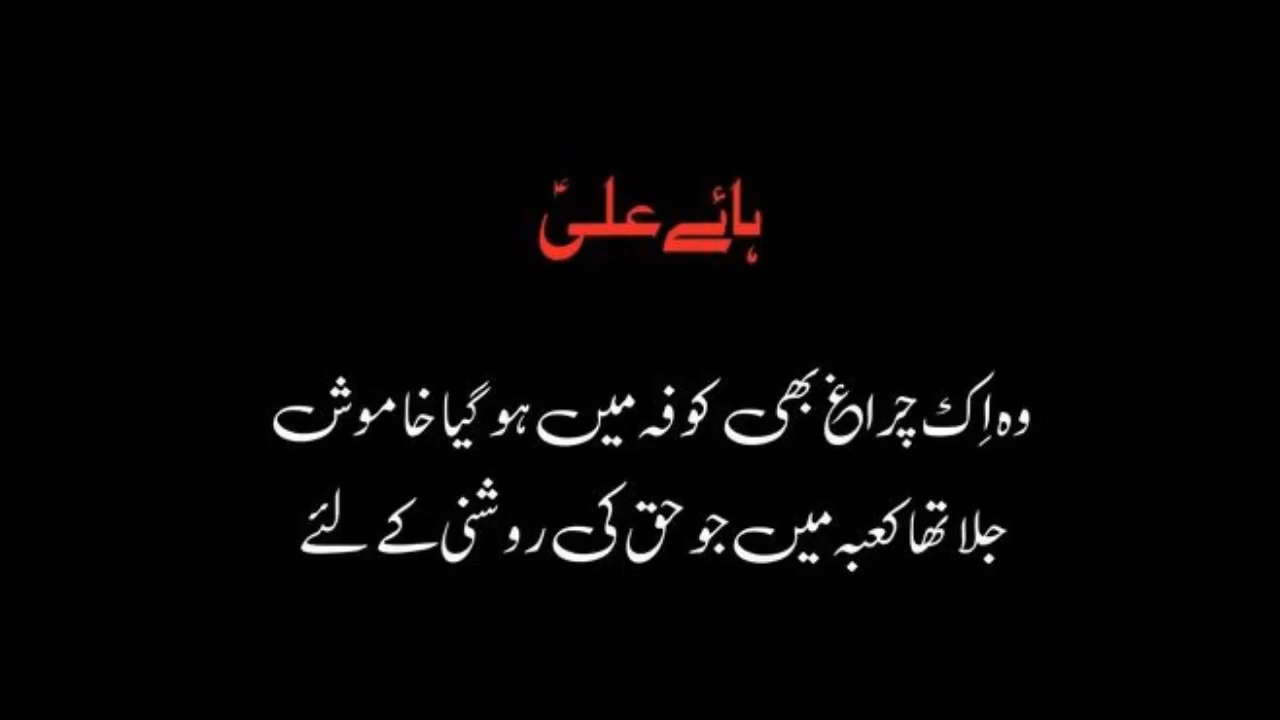 ہائے علیؑ
وہ اِک چراغ بھی کوفہ میں ہو گیا خاموش
جلا تھا کعبہ میں جو حق کی روشنی کے لئے